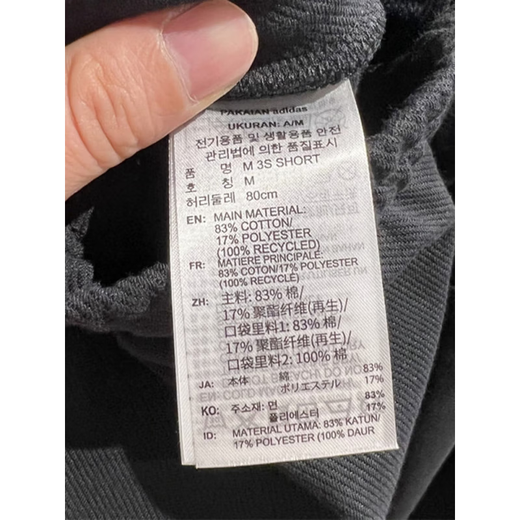 PAKAIAN adidas
UKURAN: A/M
전기용품 및 생활용품 안전
관리법에 의한 품질표시
품 명 M 3S SHORT
호 칭 M
허리둘레 80cm
EN: MAIN MATERIAL:
83% COTTON/
17% POLYESTER
(100% RECYCLED)
FR: MATIERE PRINCIPALE:
83% COTON/17% POLYESTER
(100% RECYCLÉ)
ZH: 主料: 83% 棉/
17% 聚酯纤维(再生)/
口袋里料1: 83% 棉/
17% 聚酯纤维(再生)/
口袋里料2: 100% 棉
JA: 本体 綿 83%
ポリエステル 17%
KO: 주소재: 면 83%
폴리에스터 17%
ID: MATERIAL UTAMA: 83% KATUN/
17% POLYESTER (100% DAUR